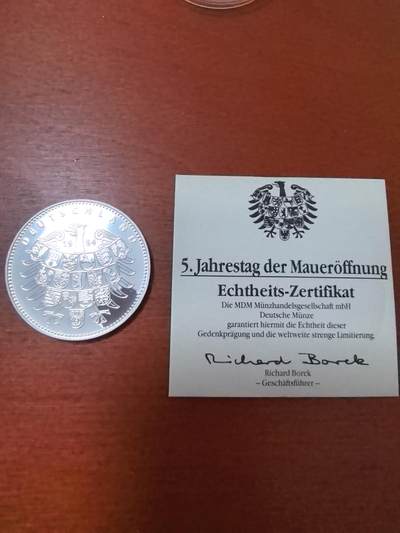 DEUTSCHLAND
5. Jahrestag der Maueröffnung
Echtheits-Zertifikat
Die MDM Münzhandelsgesellschaft mbH
Deutsche Münze
garantiert hiermit die Echtheit dieser
Gedenkprägung und die weltweite strenge Limitierung.
Richard Borek
Richard Borek
– Geschäftsführer –